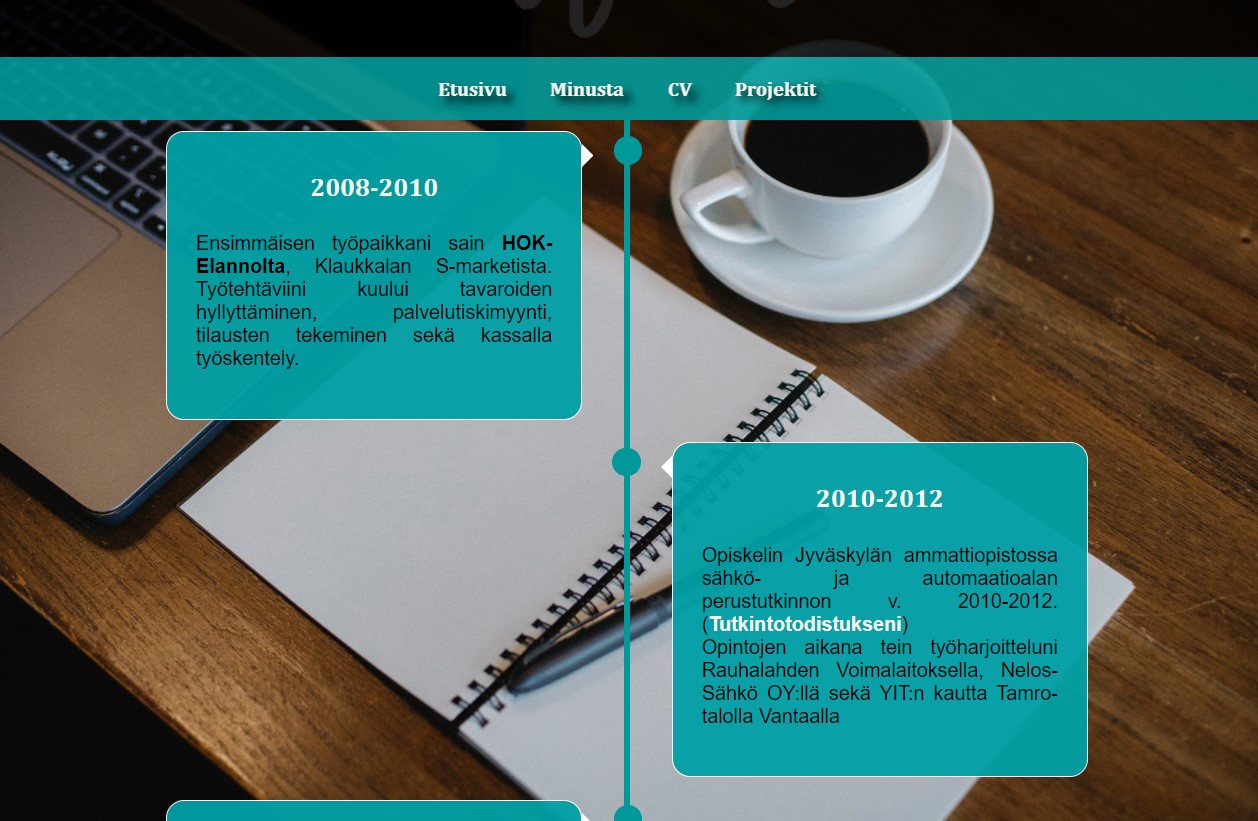 Etusivu Minusta CV Projektit
2008-2010
Ensimmäisen työpaikkani sain HOK-
Elannolta, Klaukkalan S-marketista.
Työtehtäviini kuului tavaroiden
hyllyttäminen, palvelutiskimyynti,
tilausten tekeminen sekä kassalla
työskentely.
2010-2012
Opiskelin Jyväskylän ammattiopistossa
sähkö- ja automaatioalan
perustutkinnon v. 2010-2012.
(Tutkintotodistukseni)
Opintojen aikana tein työharjoitteluni
Rauhalahden Voimalaitoksella, Nelos-
Sähkö OY:llä sekä YIT:n kautta Tamro-
talolla Vantaalla